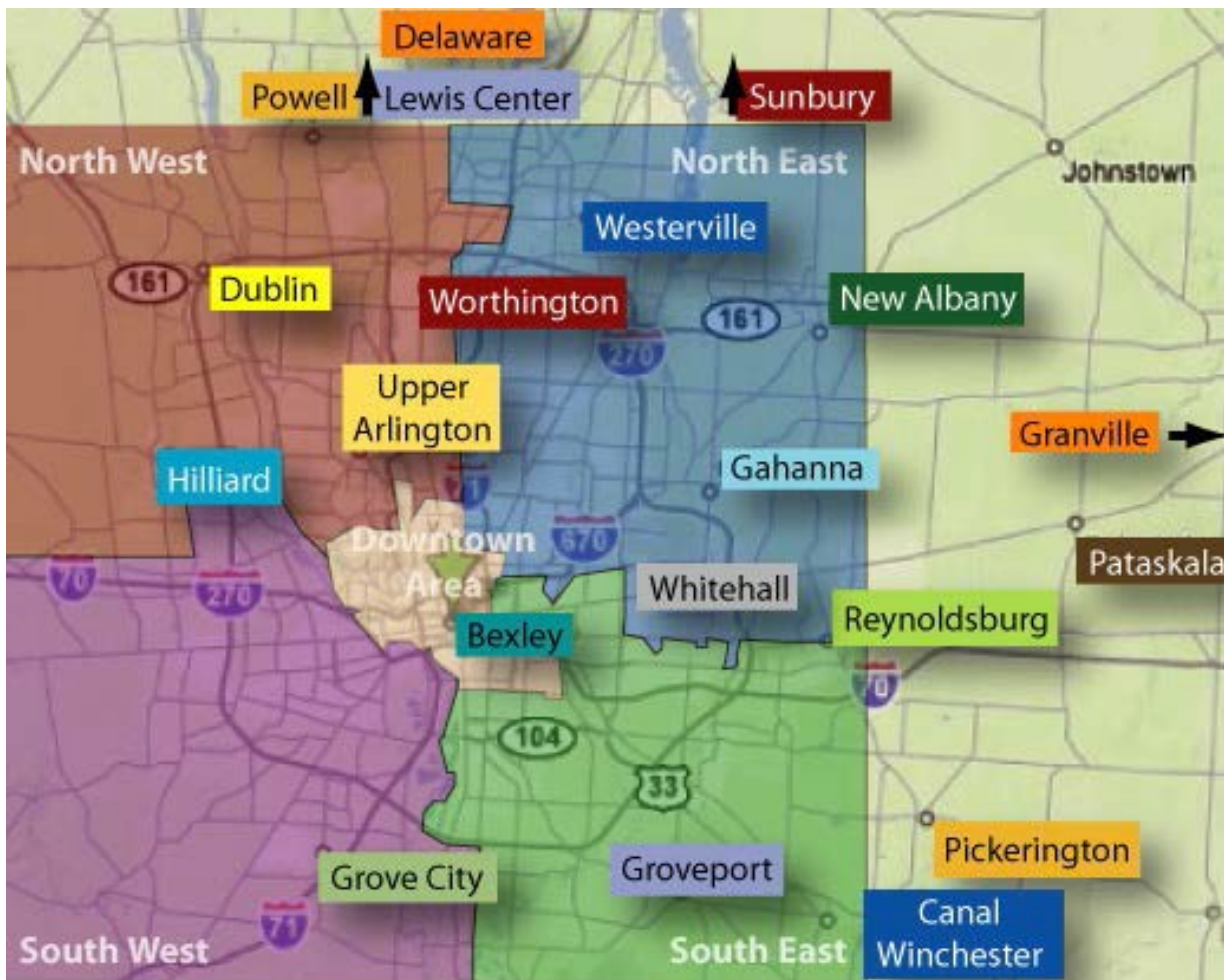 Delaware
Powell
Lewis Center
Sunbury
North West
North East
Johnstown
Westerville
161
Dublin
Worthington
New Albany
161
270
Upper
Arlington
Granville
Hilliard
Gahanna
71
Downtown
Area
670
Pataskala
70
270
Whitehall
Bexley
Reynoldsburg
70
104
33
Pickerington
Grove City
Groveport
71
Canal
Winchester
South West
South East